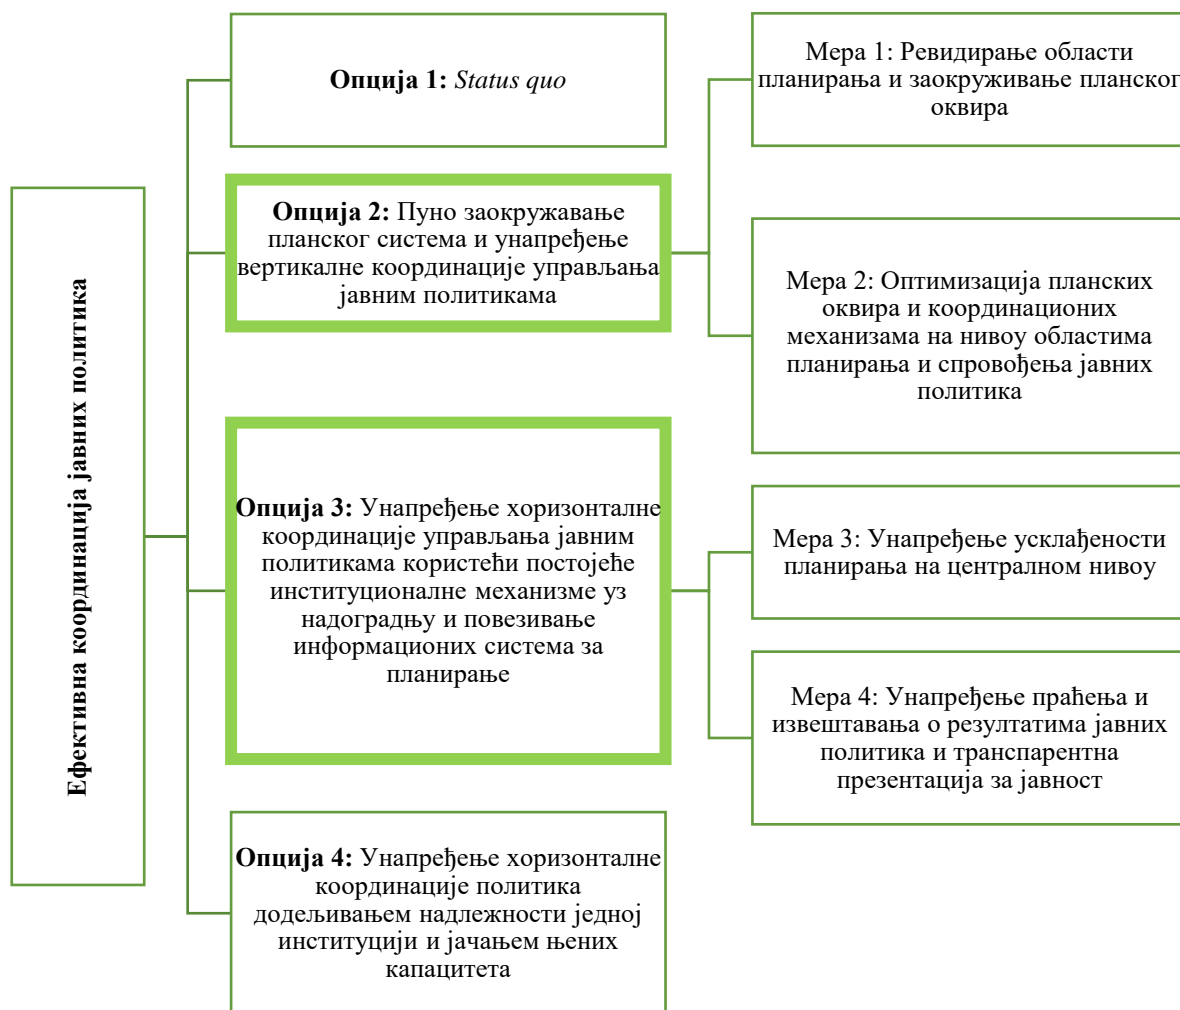 Ефективна координација јавних политика
Опција 1: Status quo
Опција 2: Пуно заокружавање
планског система и унапређење
вертикалне координације управљања
јавним политикама
Мера 1: Ревидирање области
планирања и заокруживање планског
оквира
Мера 2: Оптимизација планских
оквира и координационих
механизама на нивоу областима
планирања и спровођења јавних
политика
Опција 3: Унапређење хоризонталне
координације управљања јавним
политикама користећи постојеће
институционалне механизме уз
надоградњу и повезивање
информационих система за
планирање
Мера 3: Унапређење усклађености
планирања на централном нивоу
Мера 4: Унапређење праћења и
извештавања о резултатима јавних
политика и транспарентна
презентација за јавност
Опција 4: Унапређење хоризонталне
координације политика
додељивањем надлежности једној
институцији и јачањем њених
капацитета